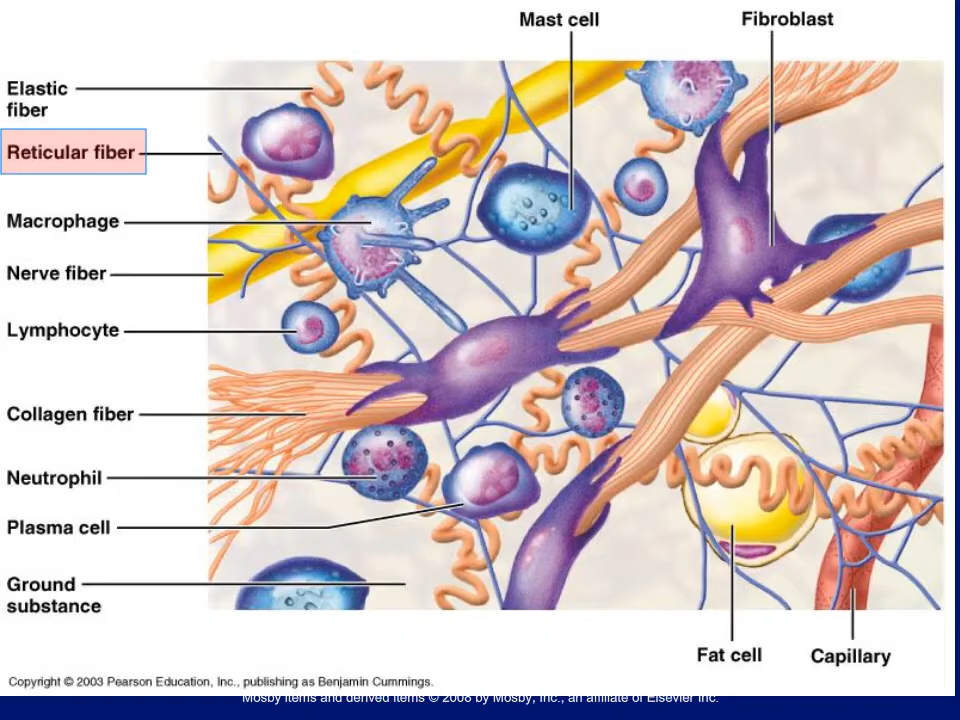 Mast cell
Fibroblast
Elastic
fiber
Reticular fiber
Macrophage
Nerve fiber
Lymphocyte
Collagen fiber
Neutrophil
Plasma cell
Ground
substance
Fat cell
Capillary
Copyright © 2003 Pearson Education, Inc., publishing as Benjamin Cummings.
Mosby items and derived items © 2008 by Mosby, Inc., an affiliate of Elsevier Inc.